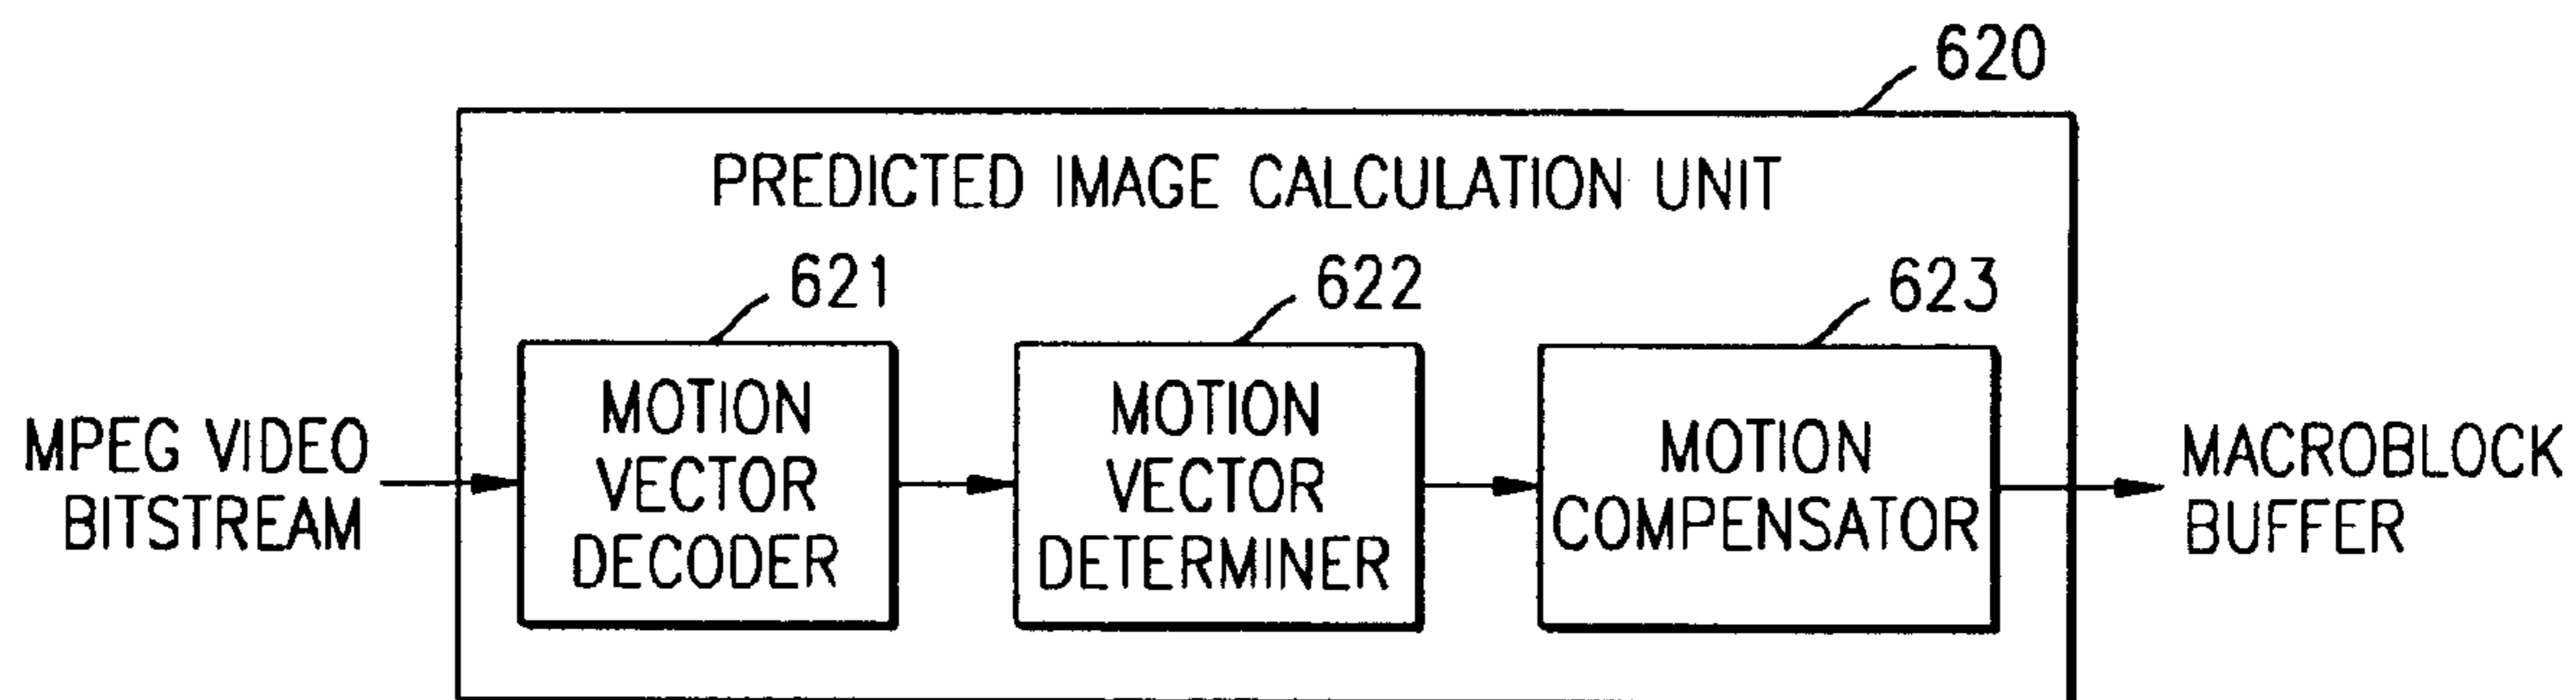 620
PREDICTED IMAGE CALCULATION UNIT
621
622
623
MPEG VIDEO
BITSTREAM
MOTION
VECTOR
DECODER
MOTION
VECTOR
DETERMINER
MOTION
COMPENSATOR
MACROBLOCK
BUFFER